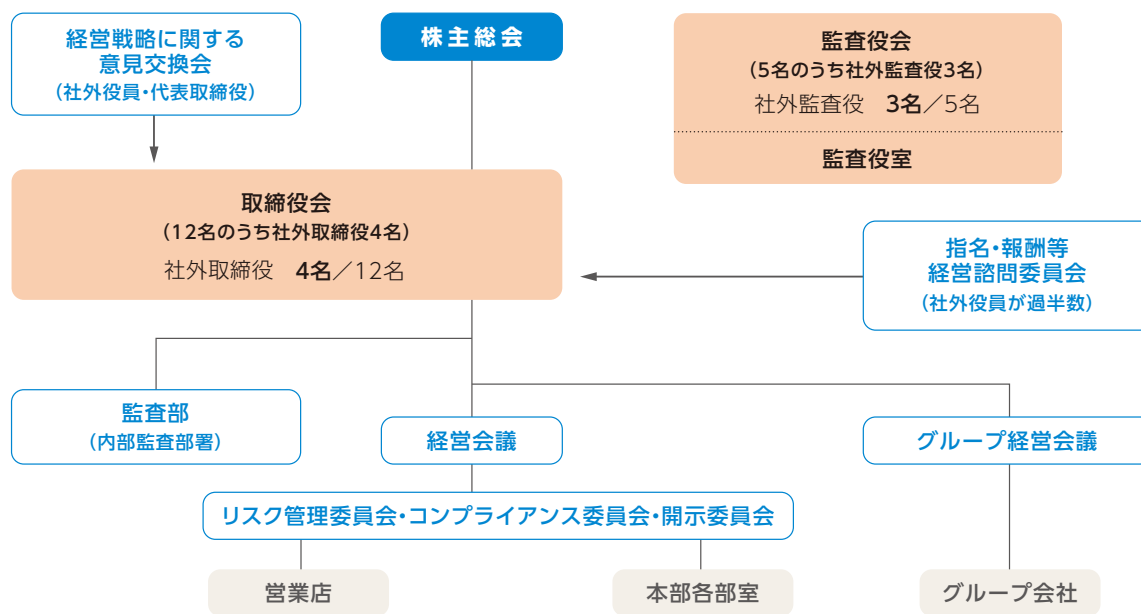 経営戦略に関する
意見交換会
(社外役員・代表取締役)
株主総会
監査役会
(5名のうち社外監査役3名)
社外監査役 3名／5名
監査役室
取締役会
(12名のうち社外取締役4名)
社外取締役 4名／12名
指名・報酬等
経営諮問委員会
(社外役員が過半数)
監査部
(内部監査部署)
経営会議
グループ経営会議
リスク管理委員会・コンプライアンス委員会・開示委員会
営業店
本部各部室
グループ会社